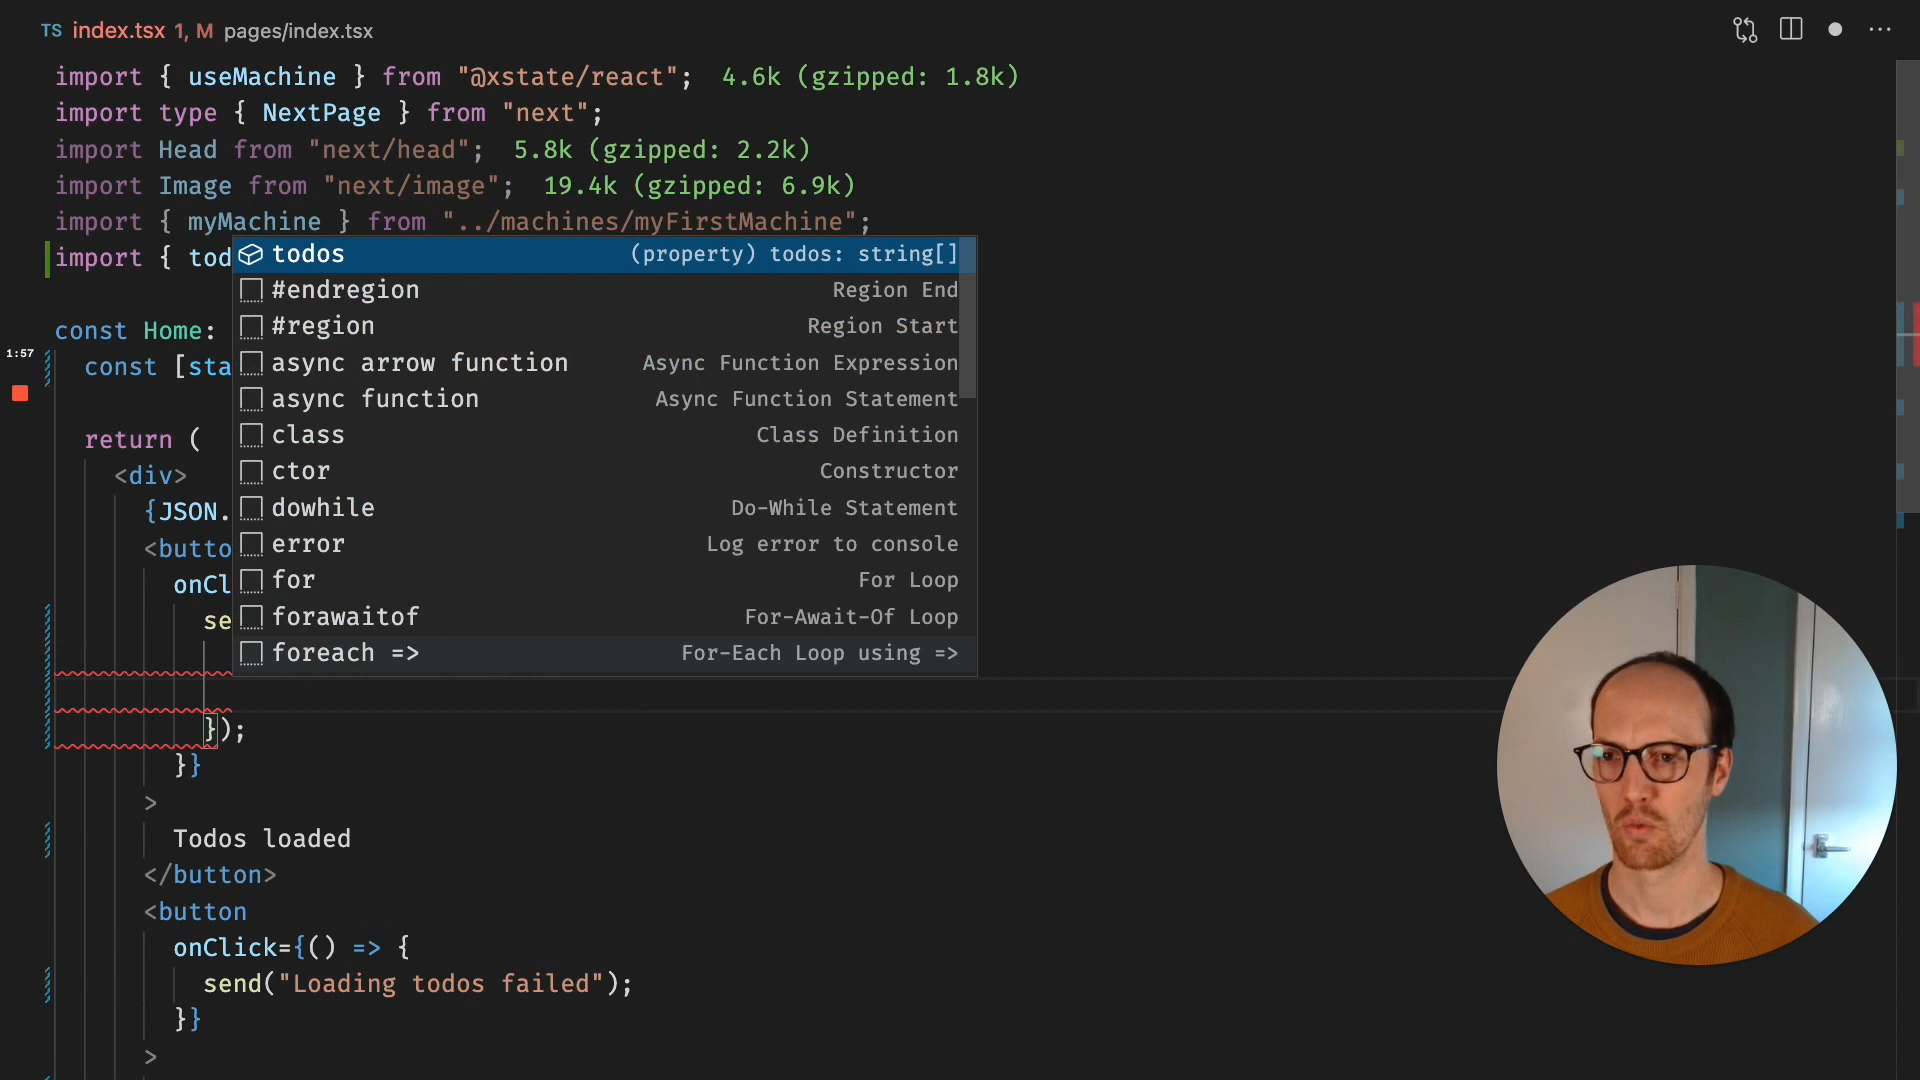 TS index.tsx 1, M pages/index.tsx
import { useMachine } from "@xstate/react"; 4.6k (gzipped: 1.8k)
import type { NextPage } from "next";
import Head from "next/head"; 5.8k (gzipped: 2.2k)
import Image from "next/image"; 19.4k (gzipped: 6.9k)
import { myMachine } from "../machines/myFirstMachine";
import { tod
todos (property) todos: string[]
#endregion Region End
#region Region Start
async arrow function Async Function Expression
async function Async Function Statement
class Class Definition
ctor Constructor
dowhile Do-While Statement
error Log error to console
for For Loop
forawaitof For-Await-Of Loop
foreach => For-Each Loop using =>
const Home:
1:57
const [sta
return (
<div>
{JSON.
<butto
onCl
se
});
}}
>
Todos loaded
</button>
<button
onClick={() => {
send("Loading todos failed");
}}
>